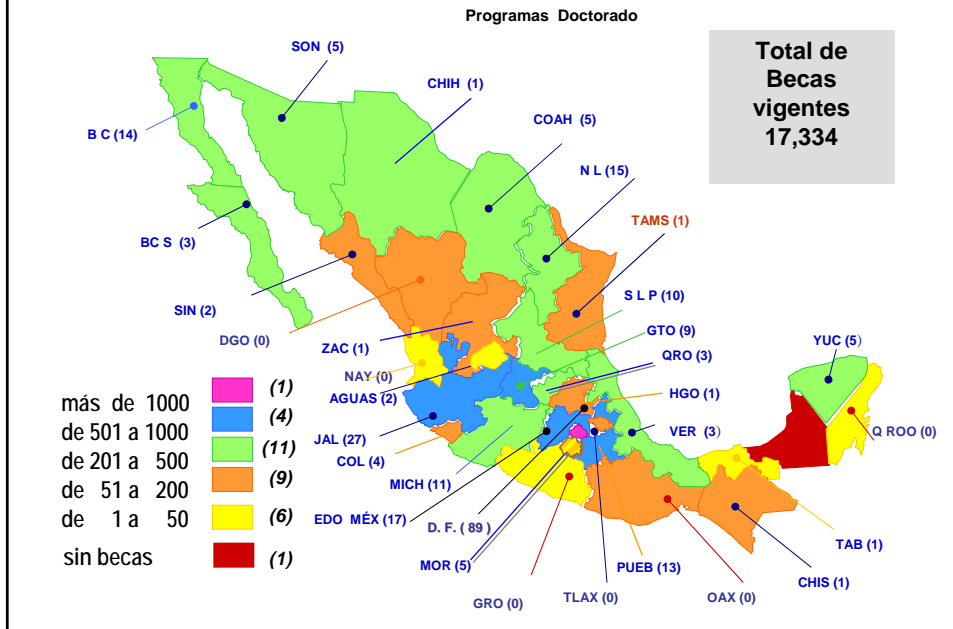 Programas Doctorado
Total de
Becas
vigentes
17,334
SON (5)
CHIH (1)
B C (14)
COAH (5)
N L (15)
TAMS (1)
BC S (3)
S L P (10)
SIN (2)
GTO (9)
DGO (0)
ZAC (1)
QRO (3)
YUC (5)
NAY (0)
AGUAS (2)
HGO (1)
Q ROO (0)
JAL (27)
VER (3)
COL (4)
MICH (11)
EDO MÉX (17)
D. F. ( 89 )
MOR (5)
PUEB (13)
TAB (1)
CHIS (1)
GRO (0)
TLAX (0)
OAX (0)
más de 1000 (1)
de 501 a 1000 (4)
de 201 a 500 (11)
de 51 a 200 (9)
de 1 a 50 (6)
sin becas (1)